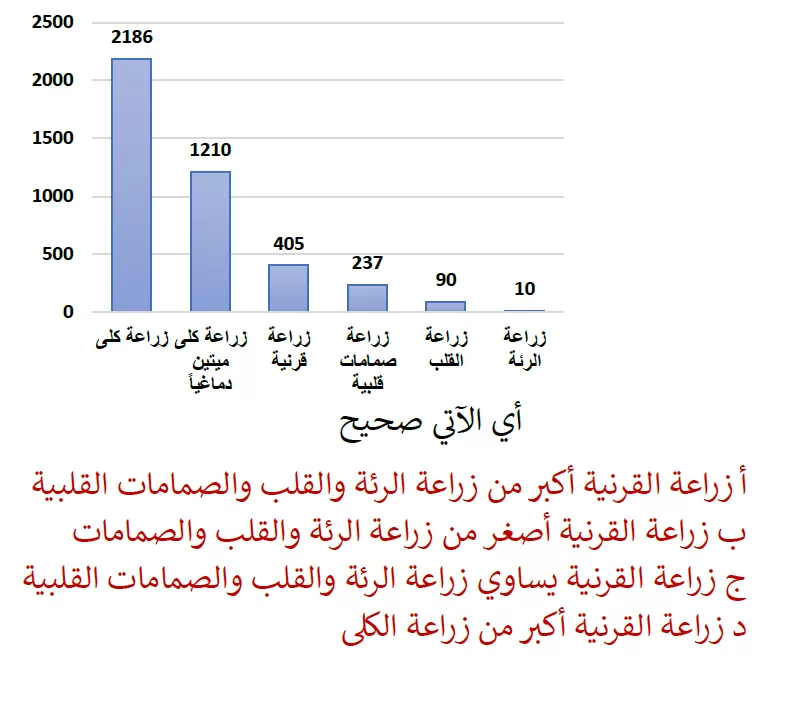 2500
2000
1500
1000
500
0
2186
1210
405
237
90
10
زراعة كلى
زراعة كلى
ميتين
دماغياً
زراعة
قرنية
زراعة
صمامات
قلبية
زراعة
القلب
زراعة
الرئة
أي الآتي صحيح
أ زراعة القرنية أكبر من زراعة الرئة والقلب والصمامات القلبية
ب زراعة القرنية أصغر من زراعة الرئة والقلب والصمامات
ج زراعة القرنية يساوي زراعة الرئة والقلب والصمامات القلبية
د زراعة القرنية أكبر من زراعة الكلى